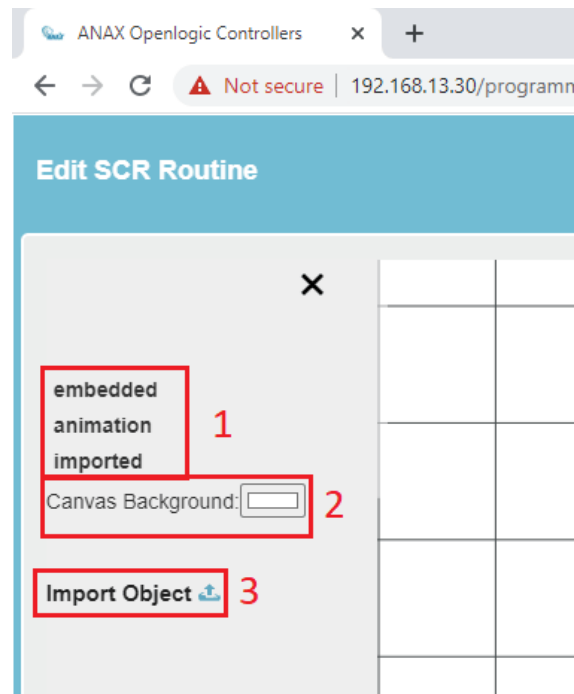 ANAX Openlogic Controllers
Not secure | 192.168.13.30/programm
Edit SCR Routine
embedded
animation
imported
1
Canvas Background:
2
Import Object
3